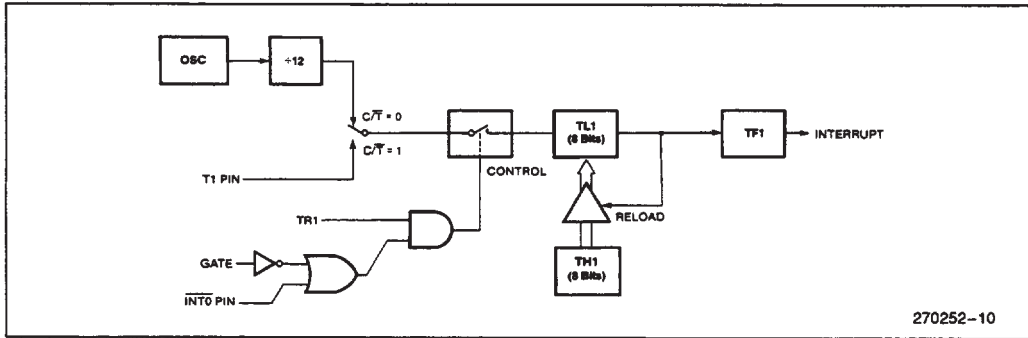 OSC
÷12
C/T̅ = 0
C/T̅ = 1
T1 PIN
CONTROL
TL1
(8 Bits)
TF1
INTERRUPT
TR1
RELOAD
GATE
TH1
(8 Bits)
I̅N̅T̅0̅ PIN
270252–10